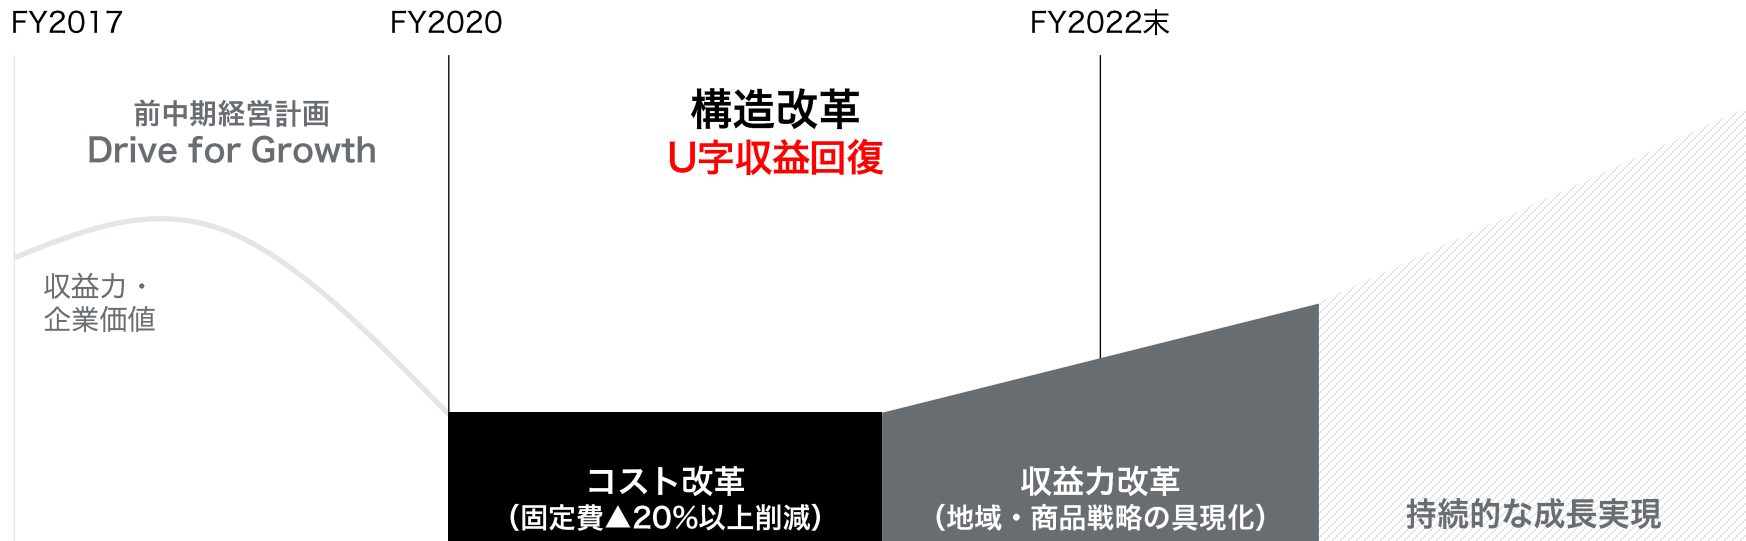 FY2017
FY2020
FY2022末
前中期経営計画
Drive for Growth
構造改革
U字収益回復
収益力・
企業価値
コスト改革
（固定費▲20%以上削減）
収益力改革
（地域・商品戦略の具現化）
持続的な成長実現